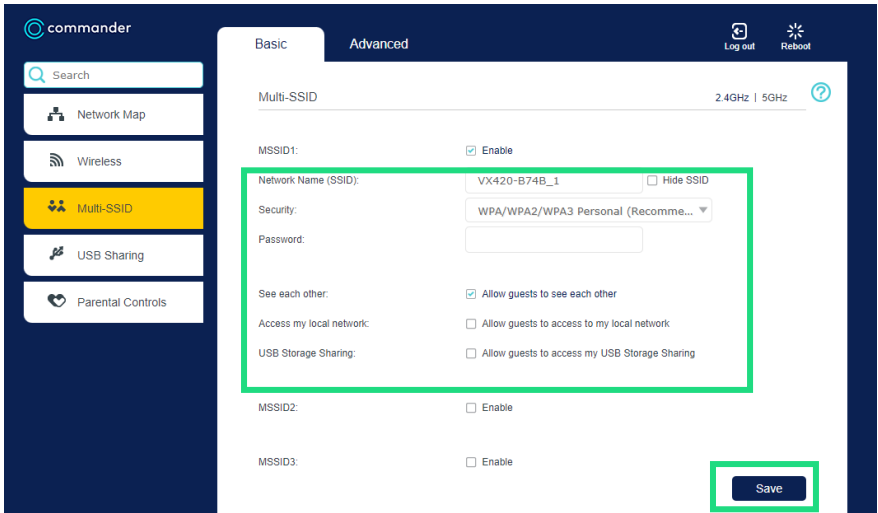 commander
Basic
Advanced
Log out
Reboot
Search
Network Map
Wireless
Multi-SSID
USB Sharing
Parental Controls
Multi-SSID
2.4GHz | 5GHz
?
MSSID1: Enable
Network Name (SSID): VX420-B74B_1 Hide SSID
Security: WPA/WPA2/WPA3 Personal (Recomme...
Password:
See each other: Allow guests to see each other
Access my local network: Allow guests to access to my local network
USB Storage Sharing: Allow guests to access my USB Storage Sharing
MSSID2: Enable
MSSID3: Enable
Save